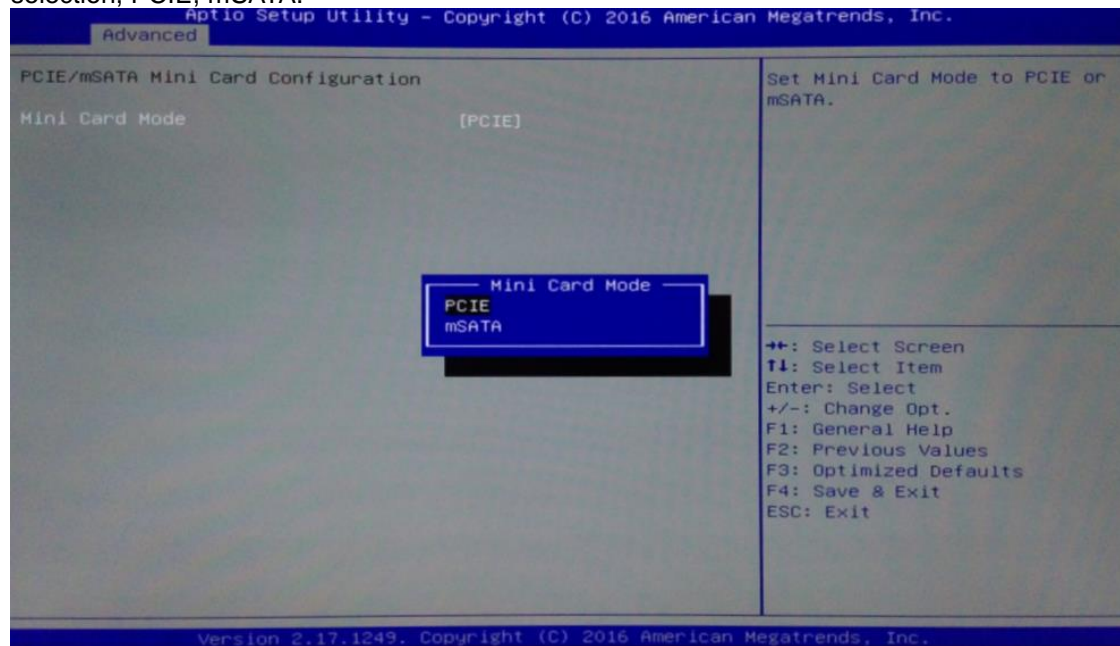 selection, PCIE, mSATA.
Aptio Setup Utility – Copyright (C) 2016 American Megatrends, Inc.
Advanced
PCIE/mSATA Mini Card Configuration
Mini Card Mode [PCIE]
Set Mini Card Mode to PCIE or
mSATA.
Mini Card Mode
PCIE
mSATA
→←: Select Screen
↑↓: Select Item
Enter: Select
+/-: Change Opt.
F1: General Help
F2: Previous Values
F3: Optimized Defaults
F4: Save & Exit
ESC: Exit
Version 2.17.1249. Copyright (C) 2016 American Megatrends, Inc.